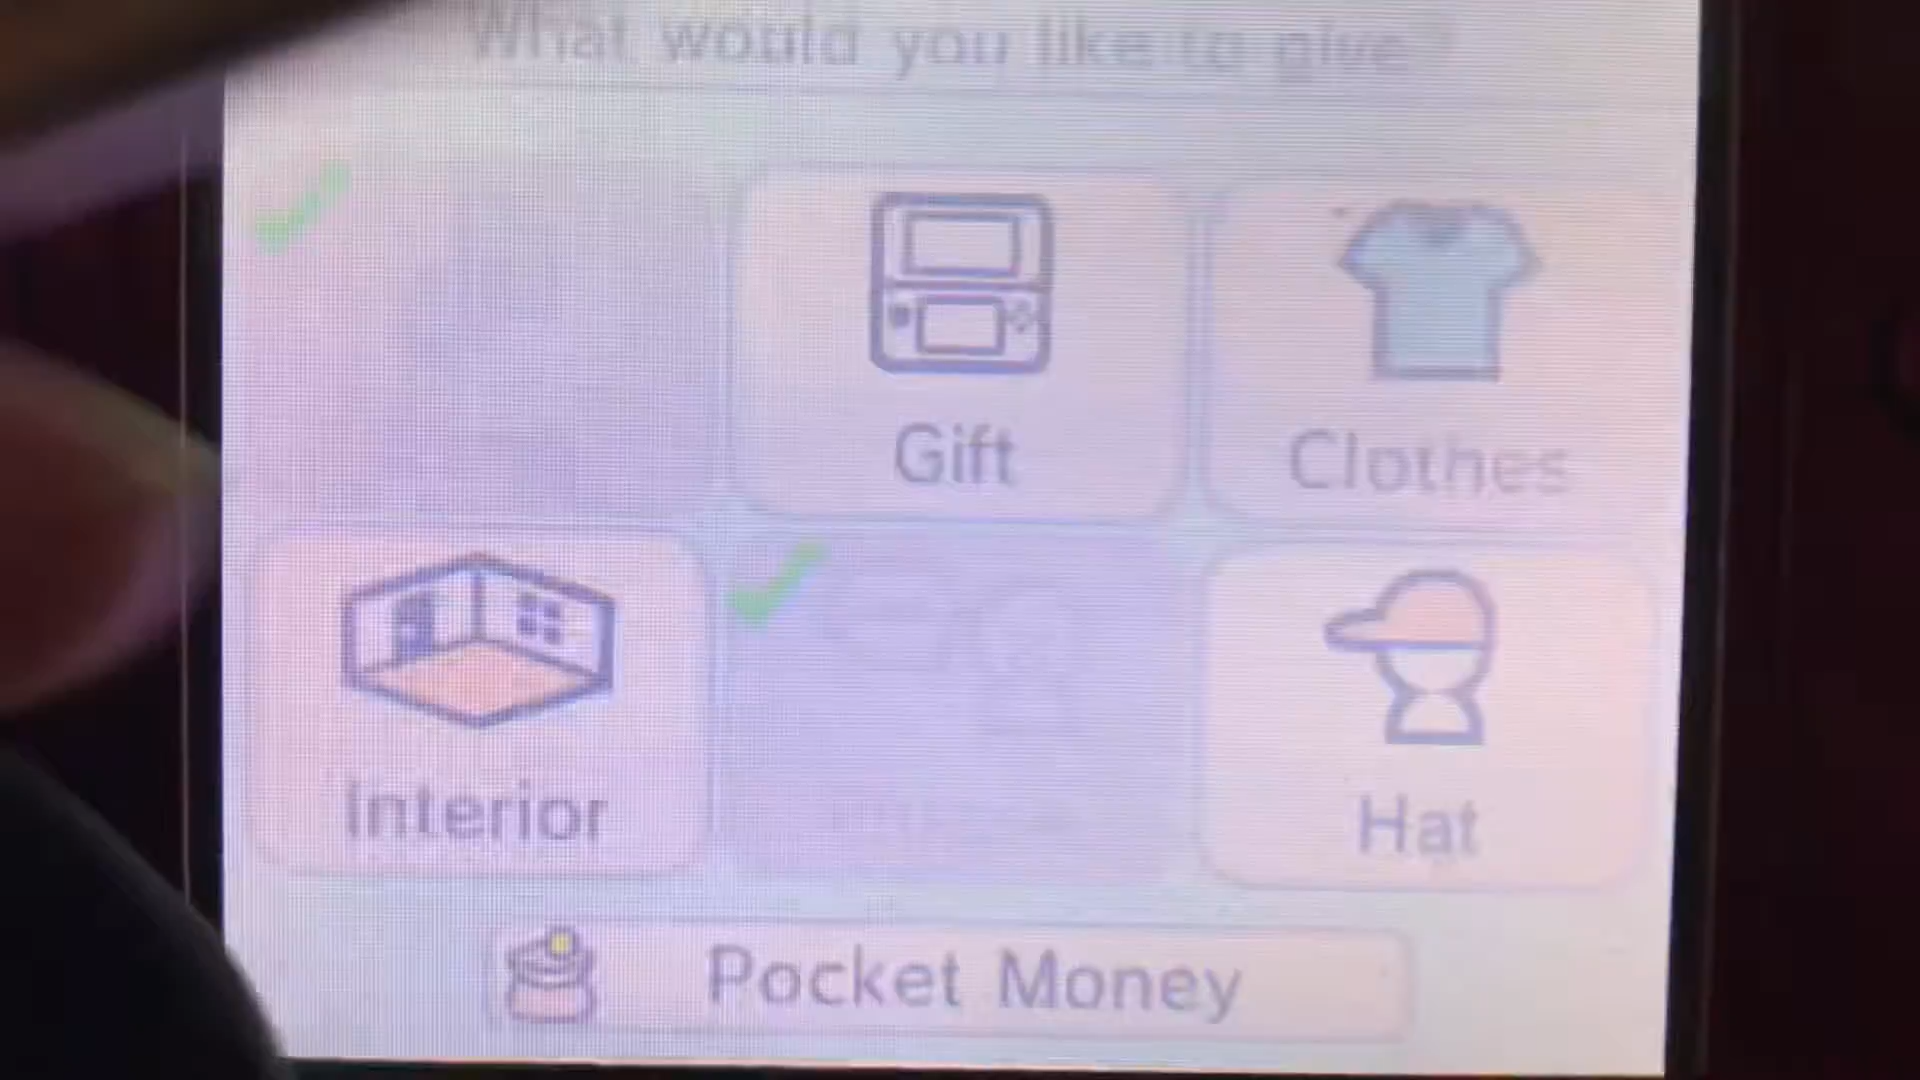 What would you like to give?
Gift
Clothes
Interior
Hat
Pocket Money